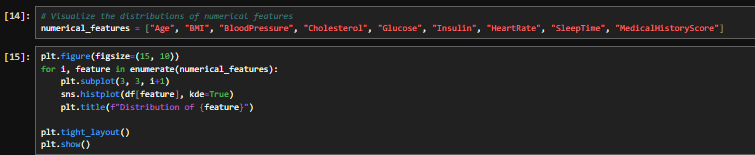 [14]: # Visualize the distributions of numerical features
numerical_features = ["Age", "BMI", "BloodPressure", "Cholesterol", "Glucose", "Insulin", "HeartRate", "SleepTime", "MedicalHistoryScore"]
[15]: plt.figure(figsize=(15, 10))
for i, feature in enumerate(numerical_features):
    plt.subplot(3, 3, i+1)
    sns.histplot(df[feature], kde=True)
    plt.title(f"Distribution of {feature}")
plt.tight_layout()
plt.show()